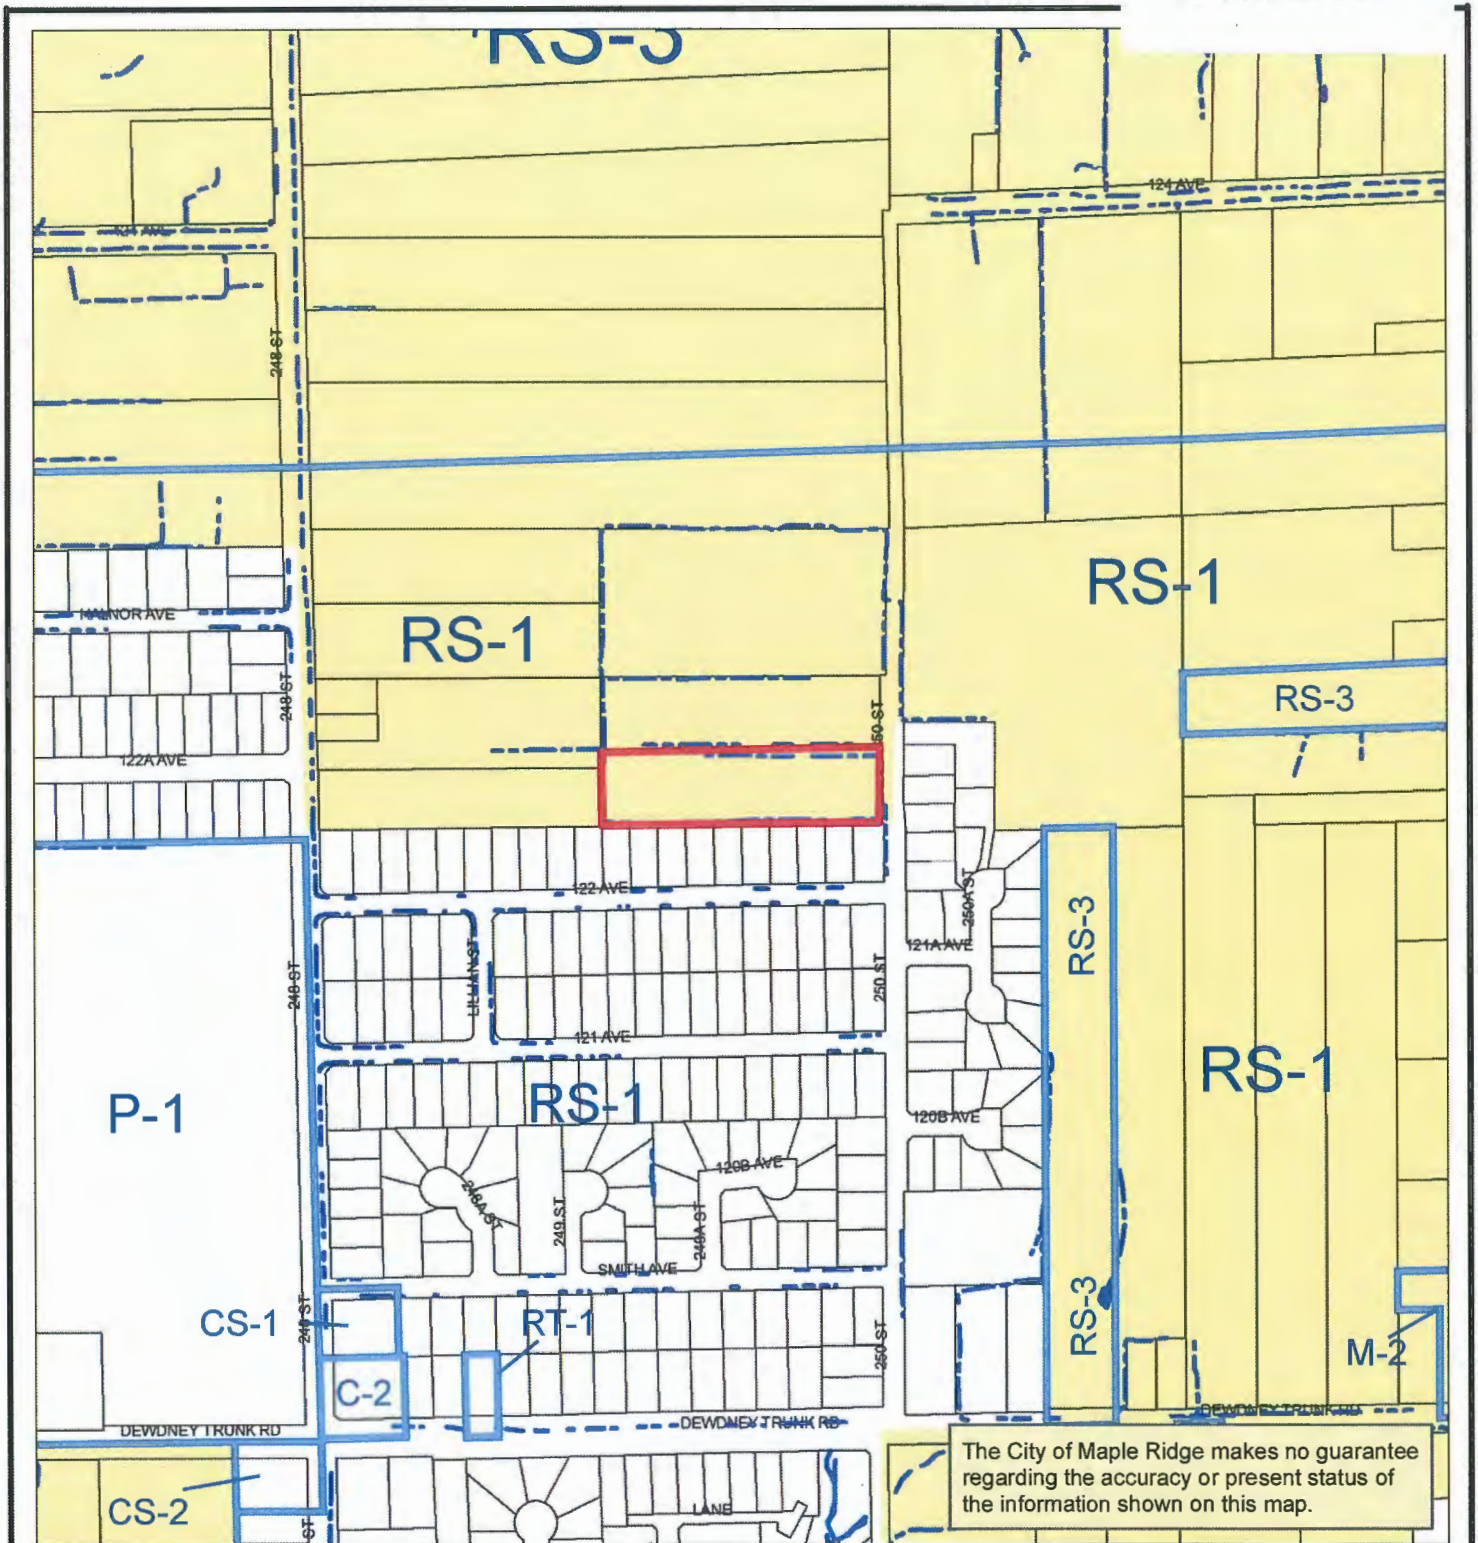 RS-3
124 AVE
248 ST
RS-1
MALNOR AVE
RS-1
248 ST
RS-3
122A AVE
122 AVE
250A ST
RS-3
121A AVE
LILLIAN ST
248 ST
250 ST
121 AVE
RS-1
RS-1
P-1
120B AVE
120B AVE
248A ST
249 ST
249A ST
SMITH AVE
RS-3
CS-1
248 ST
RT-1
250 ST
M-2
C-2
DEWDNEY TRUNK RD
DEWDNEY TRUNK RD
DEWDNEY TRUNK RD
The City of Maple Ridge makes no guarantee
regarding the accuracy or present status of
the information shown on this map.
CS-2
LANE
ST